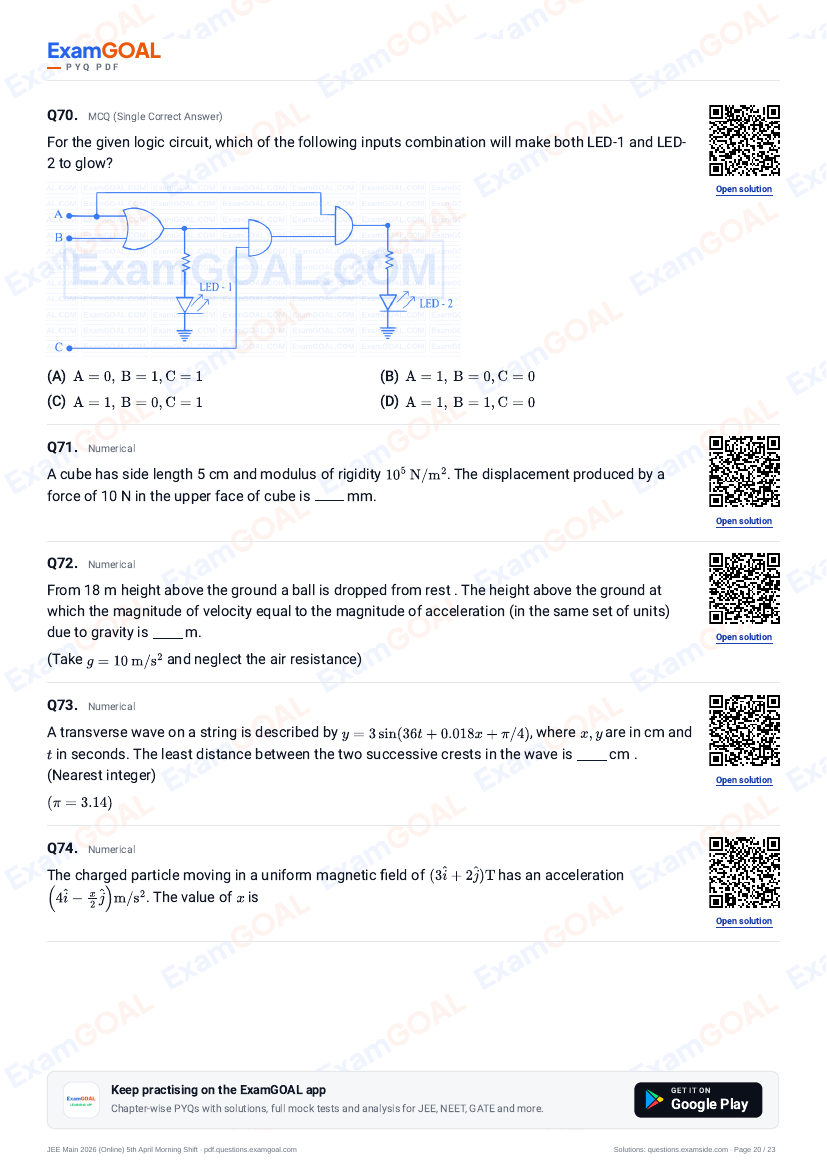 ExamGOAL
PYQ PDF
Q70. MCQ (Single Correct Answer)
For the given logic circuit, which of the following inputs combination will make both LED-1 and LED-
2 to glow?
Open solution
A
B
LED - 1
LED - 2
C
ExamGOAL.COM
(A) A = 0, B = 1, C = 1
(B) A = 1, B = 0, C = 0
(C) A = 1, B = 0, C = 1
(D) A = 1, B = 1, C = 0
Q71. Numerical
A cube has side length 5 cm and modulus of rigidity 10⁵ N/m². The displacement produced by a
force of 10 N in the upper face of cube is ____ mm.
Open solution
Q72. Numerical
From 18 m height above the ground a ball is dropped from rest . The height above the ground at
which the magnitude of velocity equal to the magnitude of acceleration (in the same set of units)
due to gravity is ____ m.
(Take g = 10 m/s² and neglect the air resistance)
Open solution
Q73. Numerical
A transverse wave on a string is described by y = 3 sin(36t + 0.018x + π/4), where x, y are in cm and
t in seconds. The least distance between the two successive crests in the wave is ____ cm .
(Nearest integer)
(π = 3.14)
Open solution
Q74. Numerical
The charged particle moving in a uniform magnetic field of (3î + 2ĵ)T has an acceleration
(4î − x/2 ĵ)m/s². The value of x is
Open solution
Keep practising on the ExamGOAL app
Chapter-wise PYQs with solutions, full mock tests and analysis for JEE, NEET, GATE and more.
GET IT ON
Google Play
JEE Main 2026 (Online) 5th April Morning Shift · pdf.questions.examgoal.com
Solutions: questions.examside.com · Page 20 / 23